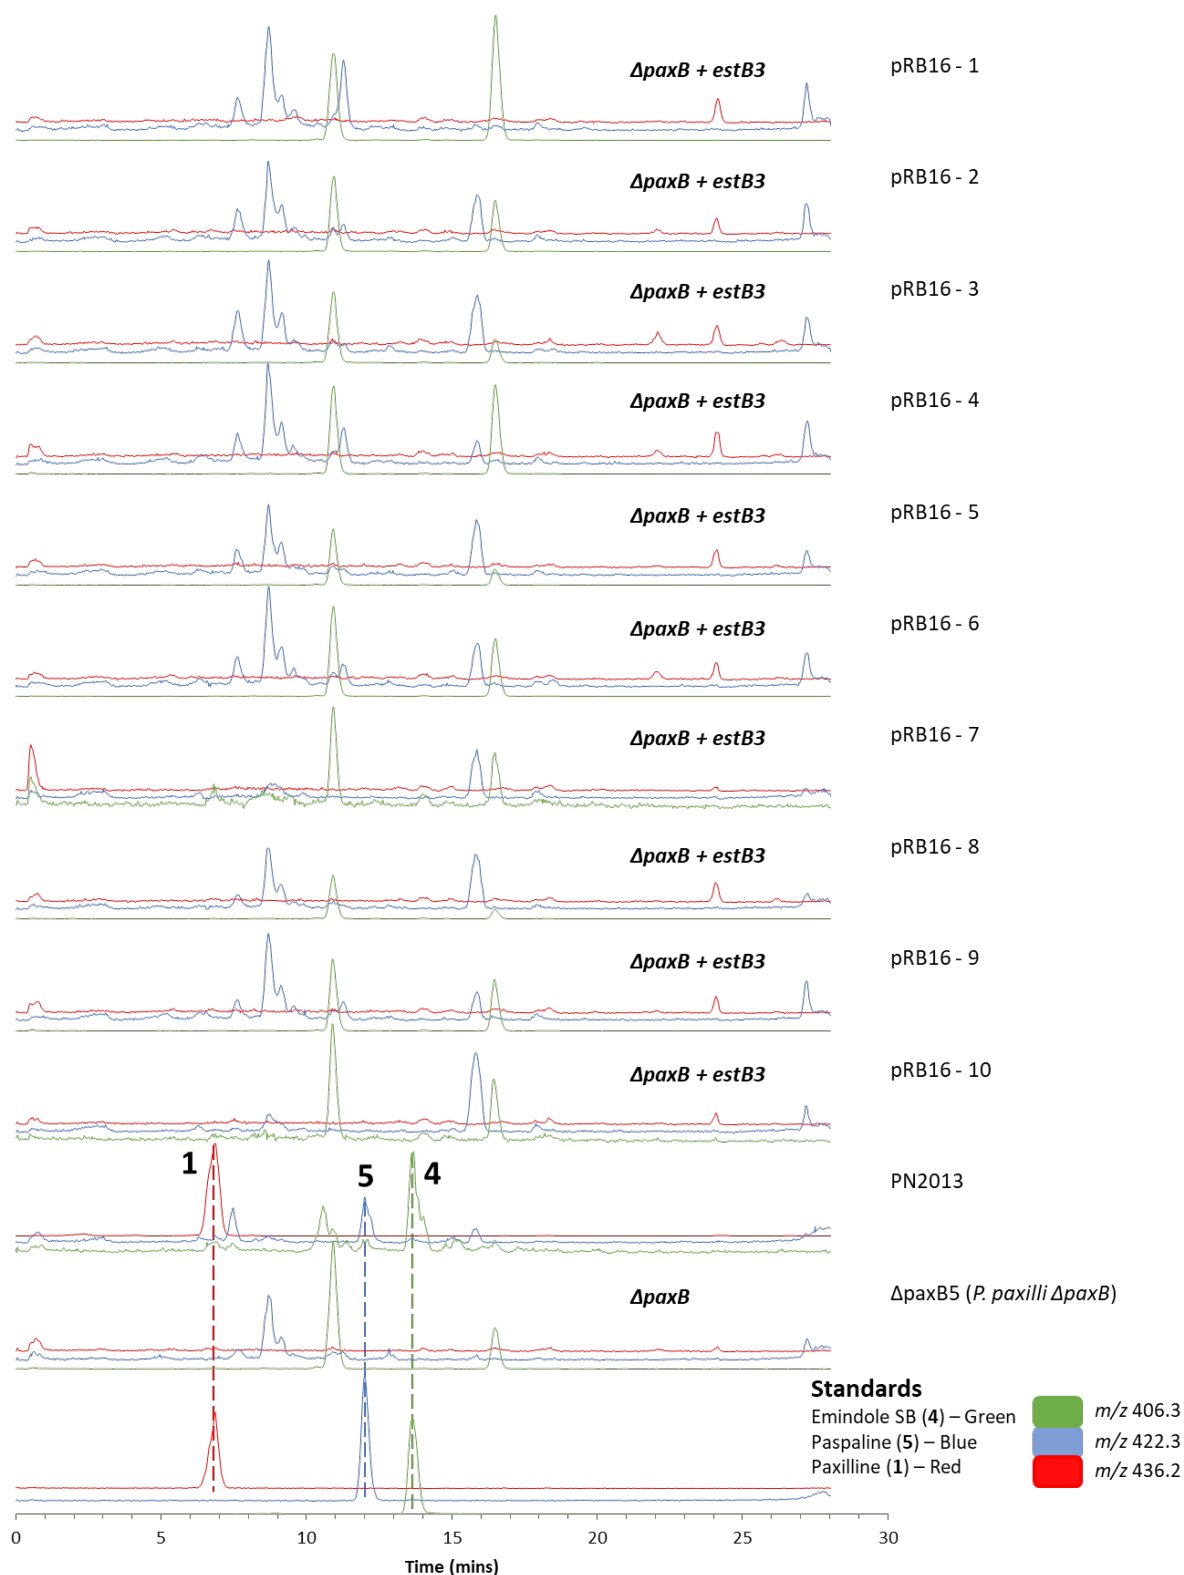 ΔpaxB + estB3 pRB16 - 1
ΔpaxB + estB3 pRB16 - 2
ΔpaxB + estB3 pRB16 - 3
ΔpaxB + estB3 pRB16 - 4
ΔpaxB + estB3 pRB16 - 5
ΔpaxB + estB3 pRB16 - 6
ΔpaxB + estB3 pRB16 - 7
ΔpaxB + estB3 pRB16 - 8
ΔpaxB + estB3 pRB16 - 9
ΔpaxB + estB3 pRB16 - 10
1 5 4 PN2013
ΔpaxB ΔpaxB5 (P. paxilli ΔpaxB)
Standards
Emindole SB (4) – Green m/z 406.3
Paspaline (5) – Blue m/z 422.3
Paxilline (1) – Red m/z 436.2
0 5 10 15 20 25 30
Time (mins)